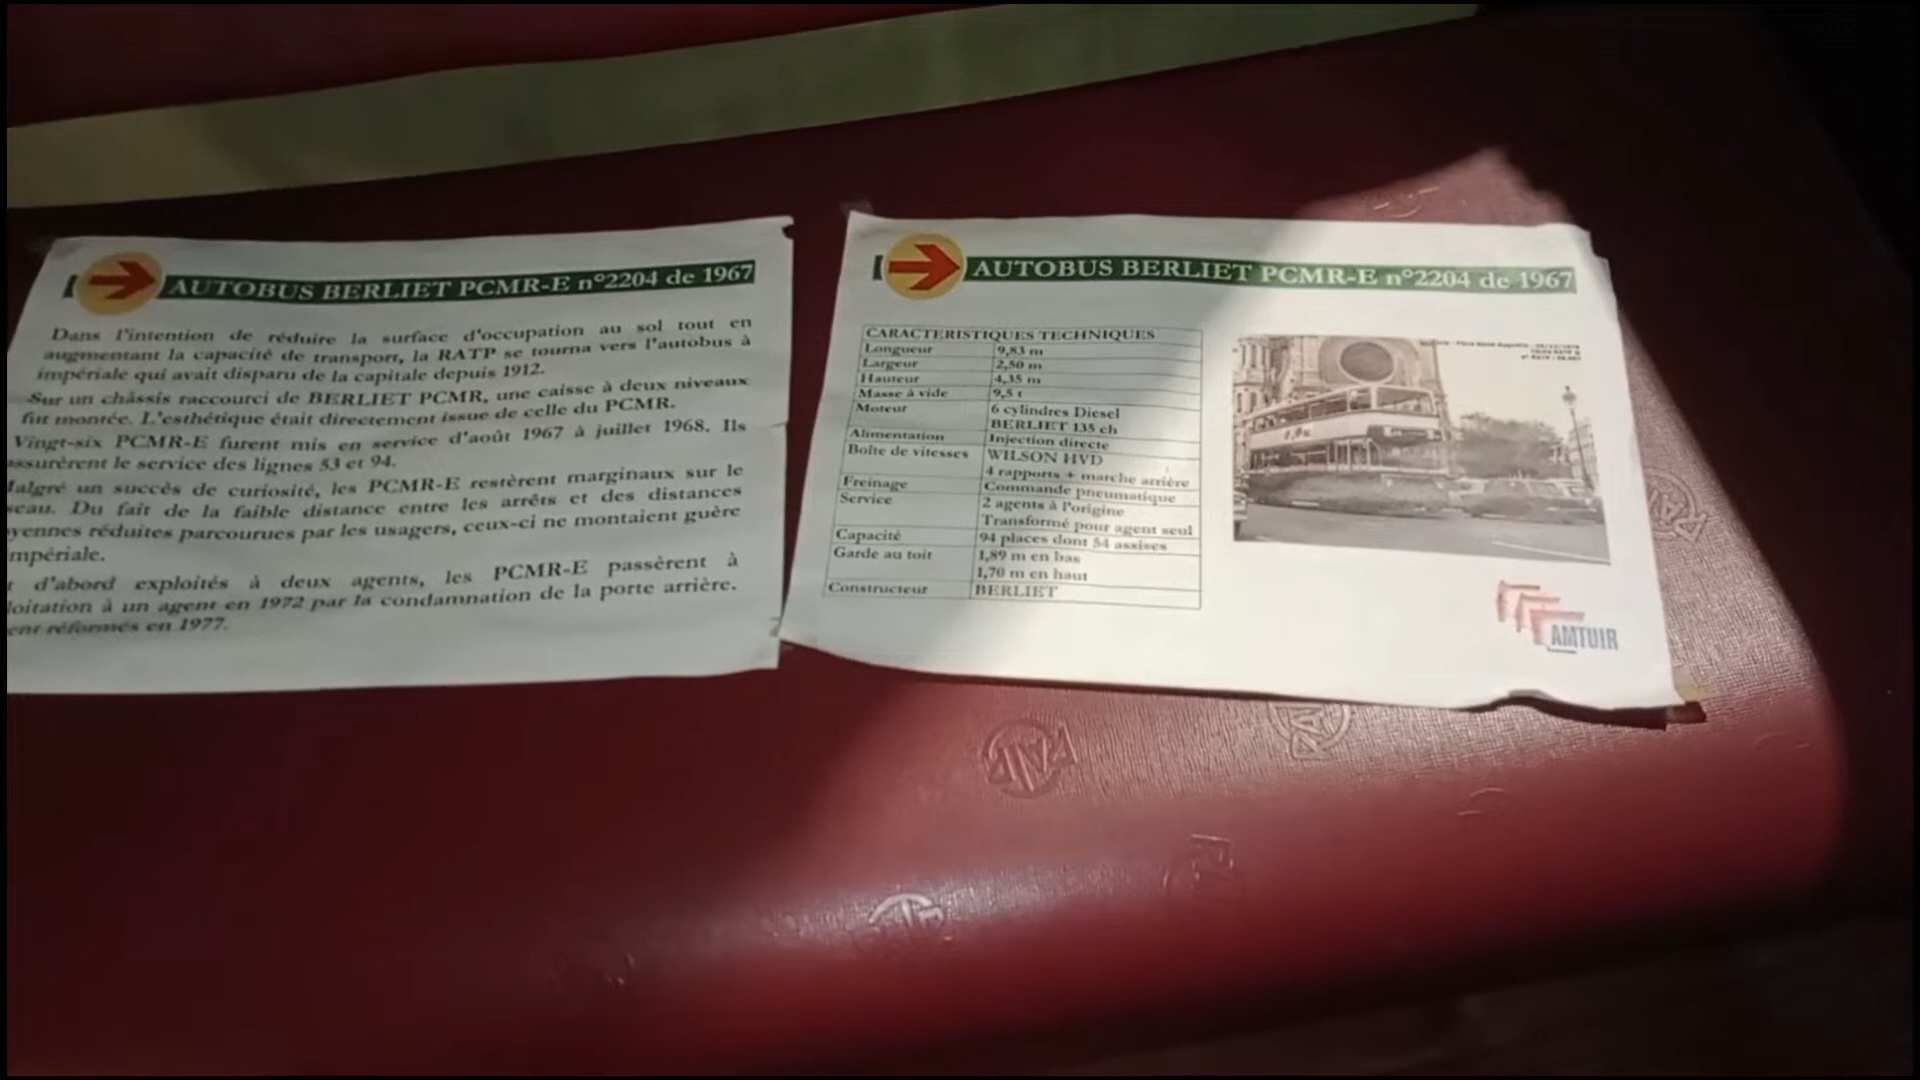 AUTOBUS BERLIET PCMR-E n°2204 de 1967
Dans l'intention de réduire la surface d'occupation au sol tout en
augmentant la capacité de transport, la RATP se tourna vers l'autobus à
impériale qui avait disparu de la capitale depuis 1912.
Sur un châssis raccourci de BERLIET PCMR, une caisse à deux niveaux
fut montée. L'esthétique était directement issue de celle du PCMR.
Vingt-six PCMR-E furent mis en service d'août 1967 à juillet 1968. Ils
ssurèrent le service des lignes 53 et 94.
Malgré un succès de curiosité, les PCMR-E restèrent marginaux sur le
seau. Du fait de la faible distance entre les arrêts et des distances
yennes réduites parcourues par les usagers, ceux-ci ne montaient guère
mpériale.
t d'abord exploités à deux agents, les PCMR-E passèrent à
loitation à un agent en 1972 par la condamnation de la porte arrière.
ent réformés en 1977.
AUTOBUS BERLIET PCMR-E n°2204 de 1967
CARACTERISTIQUES TECHNIQUES
Longueur 9,83 m
Largeur 2,50 m
Hauteur 4,35 m
Masse à vide 9,5 t
Moteur 6 cylindres Diesel
BERLIET 135 ch
Alimentation Injection directe
Boîte de vitesses WILSON HVD
4 rapports + marche arrière
Freinage Commande pneumatique
Service 2 agents à l'origine
Transformé pour agent seul
Capacité 94 places dont 54 assises
Garde au toit 1,89 m en bas
1,70 m en haut
Constructeur BERLIET
AMTUIR
RATP
RATP